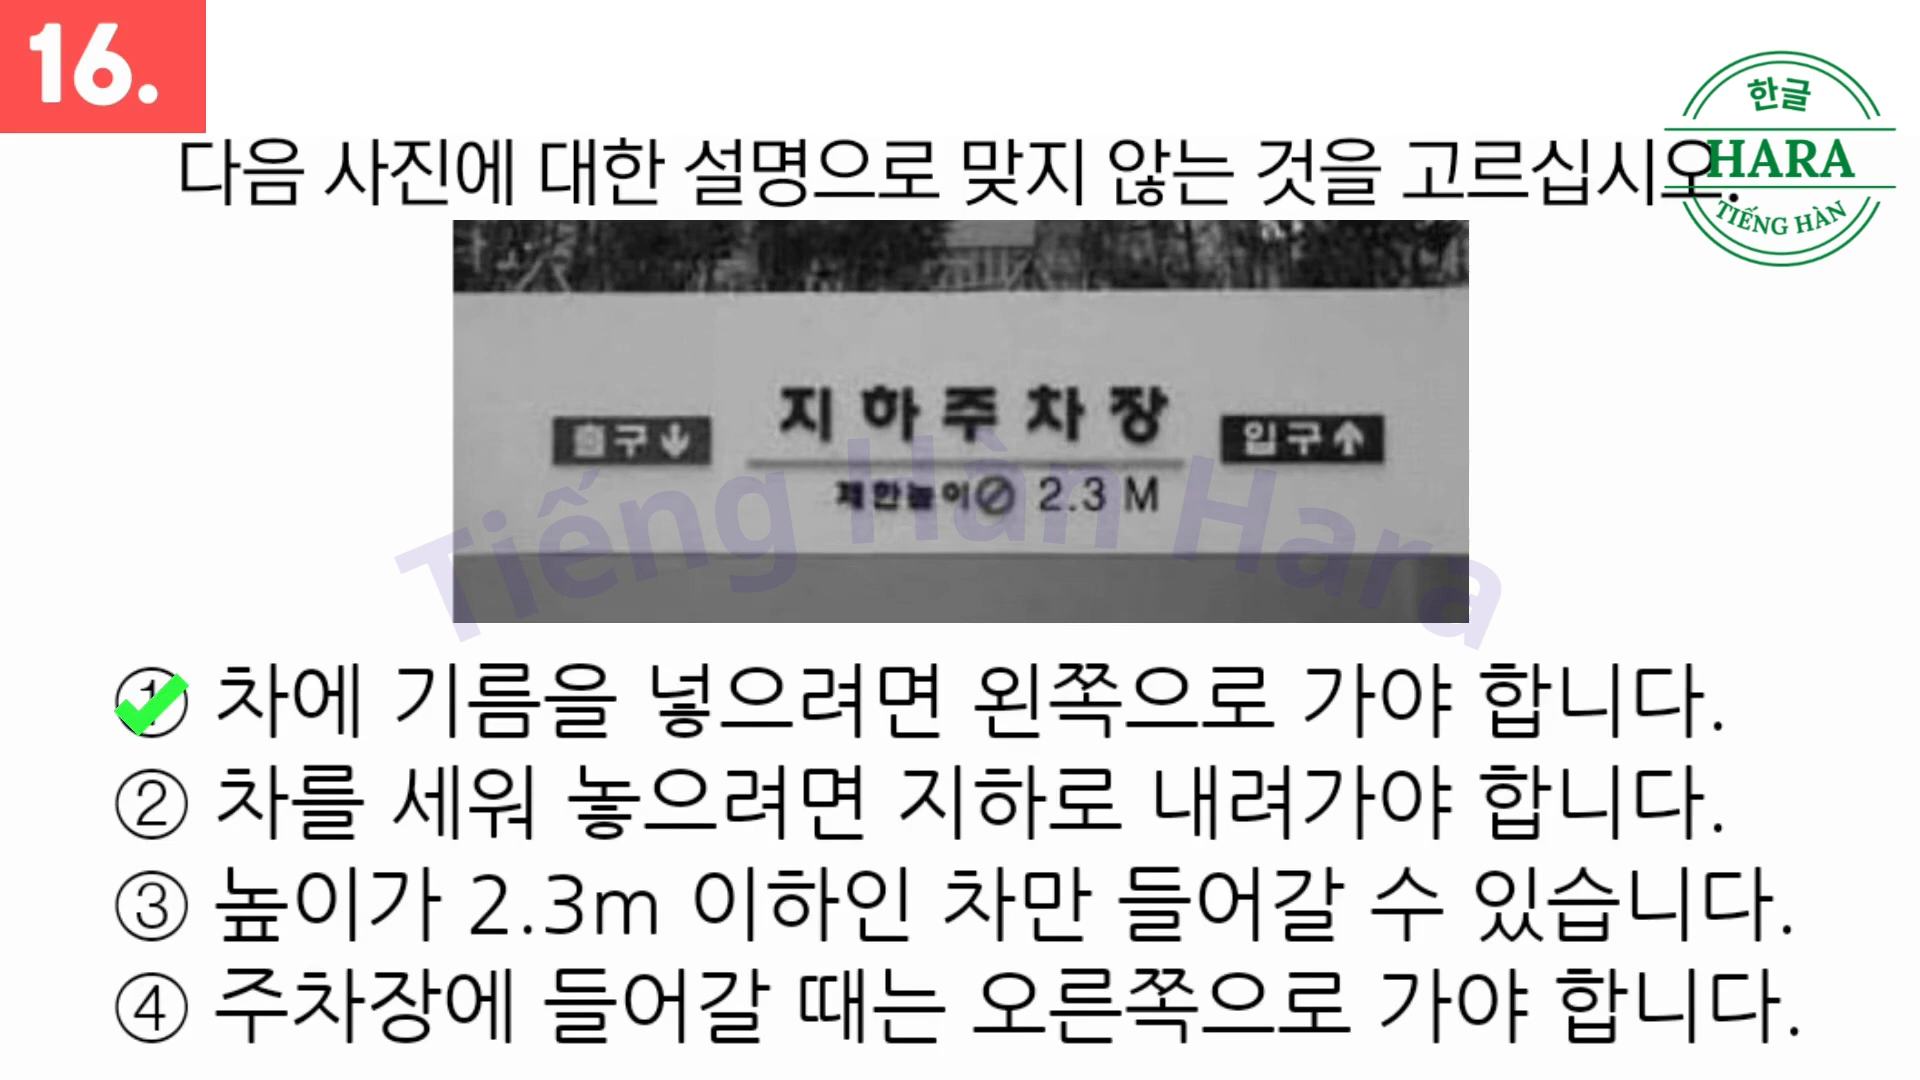 16.
한글
HARA
TIẾNG HÀN
다음 사진에 대한 설명으로 맞지 않는 것을 고르십시오.
지하주차장
출구↓
입구↑
제한높이 2.3 M
Tiếng Hàn Hara
① 차에 기름을 넣으려면 왼쪽으로 가야 합니다.
② 차를 세워 놓으려면 지하로 내려가야 합니다.
③ 높이가 2.3m 이하인 차만 들어갈 수 있습니다.
④ 주차장에 들어갈 때는 오른쪽으로 가야 합니다.